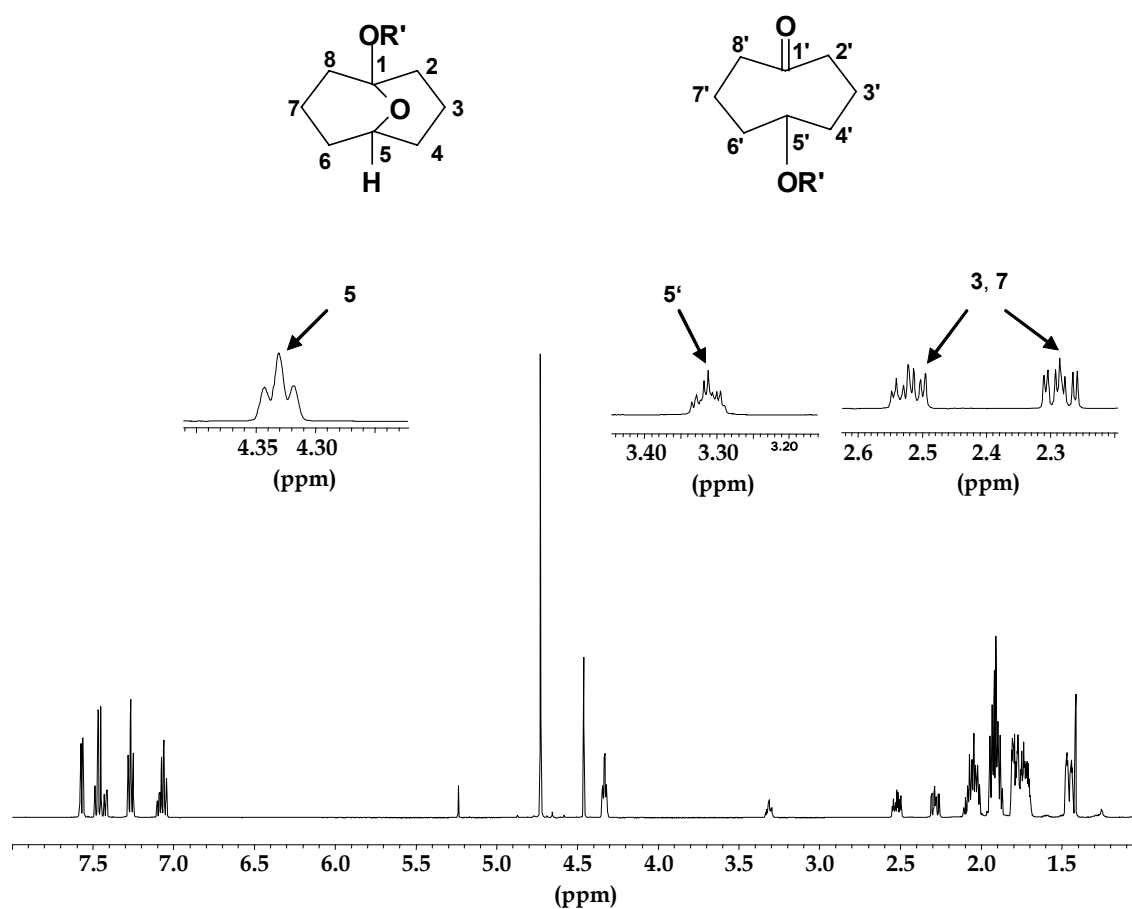 OR' O
8 1 2 8' 1' 2'
O
7 3 7' 3'
6 5 4 6' 5' 4'
H OR'
5 5‘ 3, 7
4.35 4.30 3.40 3.30 3.20 2.6 2.5 2.4 2.3
(ppm) (ppm) (ppm)
7.5 7.0 6.5 6.0 5.5 5.0 4.5 4.0 3.5 3.0 2.5 2.0 1.5
(ppm)